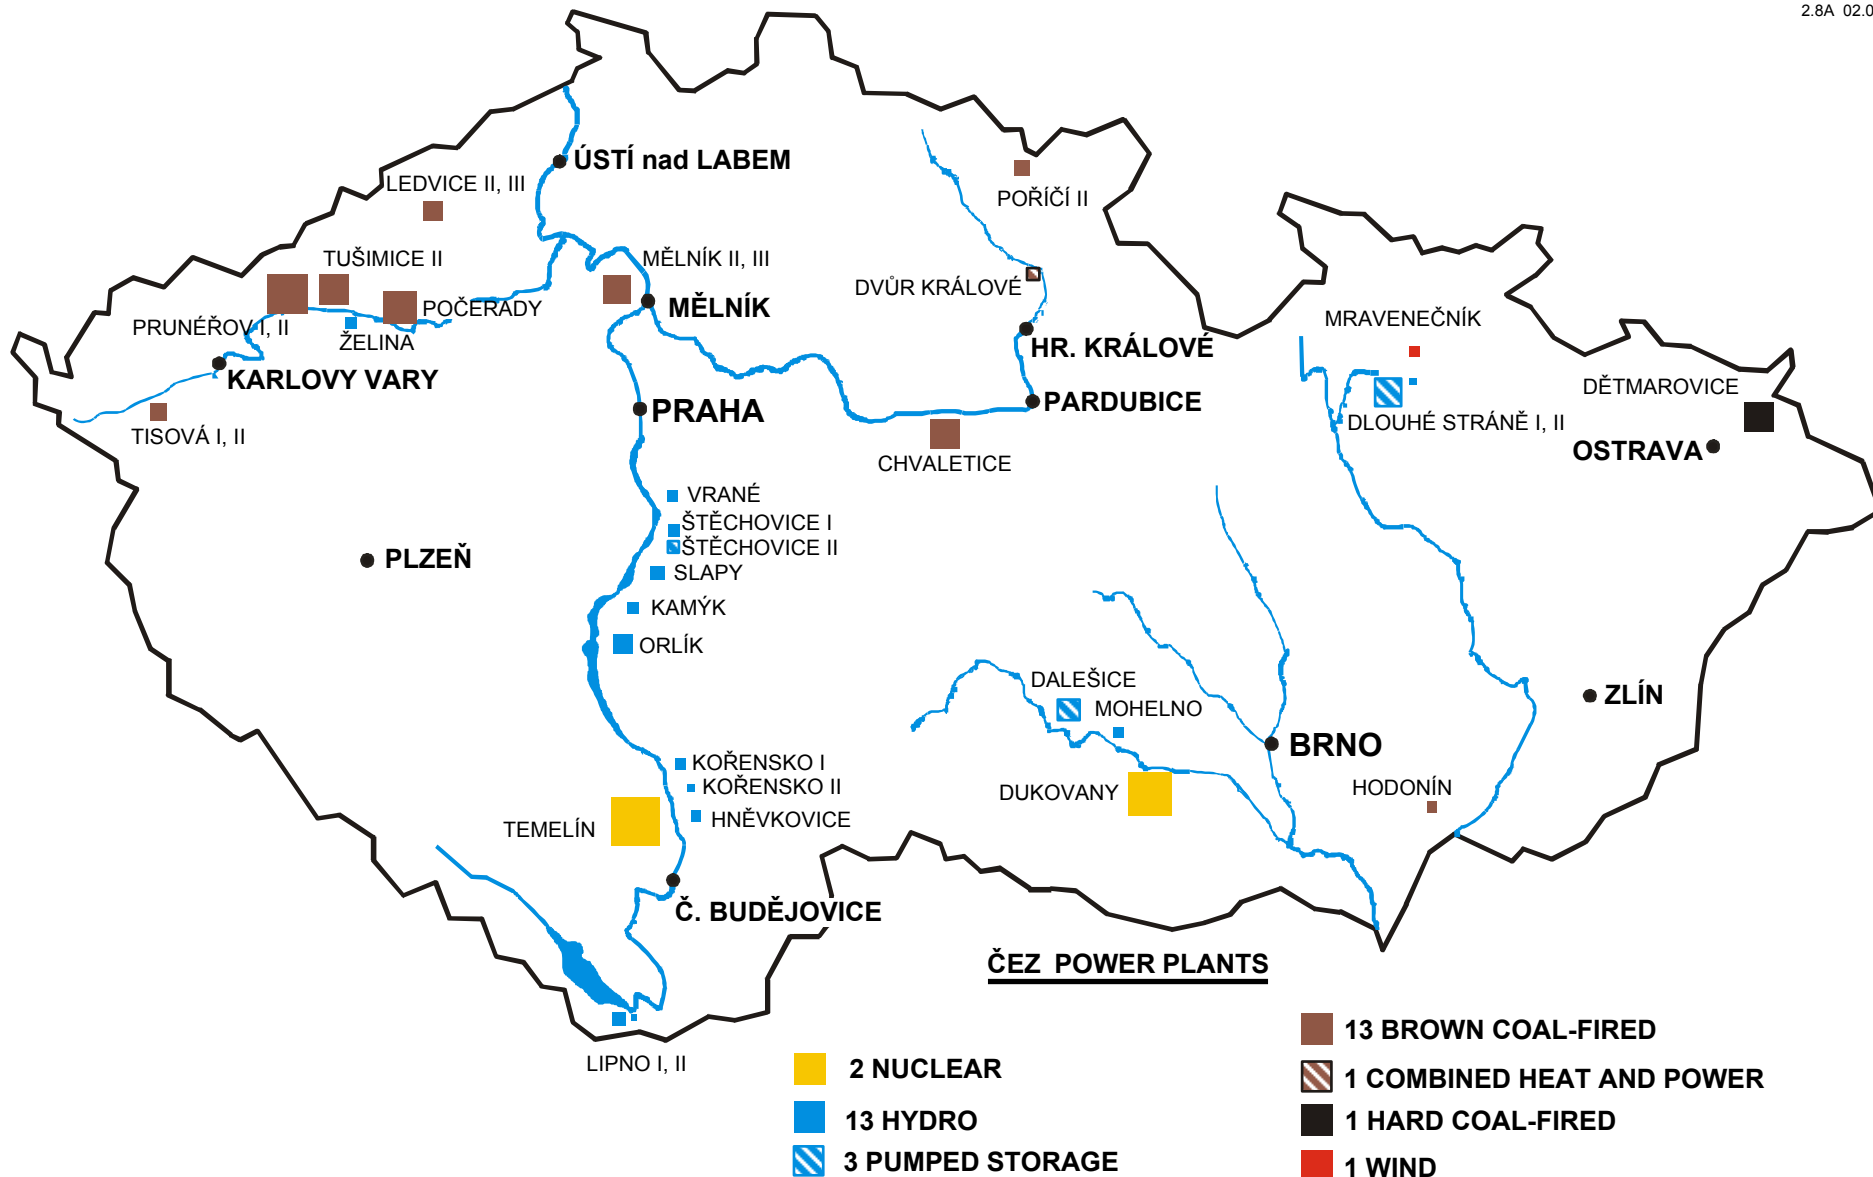 2.8A 02.0
ÚSTÍ nad LABEM
LEDVICE II, III
POŘÍČÍ II
TUŠIMICE II
MĚLNÍK II, III
DVŮR KRÁLOVÉ
POČERADY
MĚLNÍK
PRUNÉŘOV I, II
ŽELINA
MRAVENEČNÍK
HR. KRÁLOVÉ
KARLOVY VARY
DĚTMAROVICE
PRAHA
PARDUBICE
DLOUHÉ STRÁNĚ I, II
TISOVÁ I, II
OSTRAVA
CHVALETICE
VRANÉ
ŠTĚCHOVICE I
ŠTĚCHOVICE II
PLZEŇ
SLAPY
KAMÝK
ORLÍK
DALEŠICE
MOHELNO
ZLÍN
BRNO
KOŘENSKO I
KOŘENSKO II
DUKOVANY
HODONÍN
HNĚVKOVICE
TEMELÍN
Č. BUDĚJOVICE
ČEZ POWER PLANTS
LIPNO I, II
2 NUCLEAR
13 HYDRO
3 PUMPED STORAGE
13 BROWN COAL-FIRED
1 COMBINED HEAT AND POWER
1 HARD COAL-FIRED
1 WIND